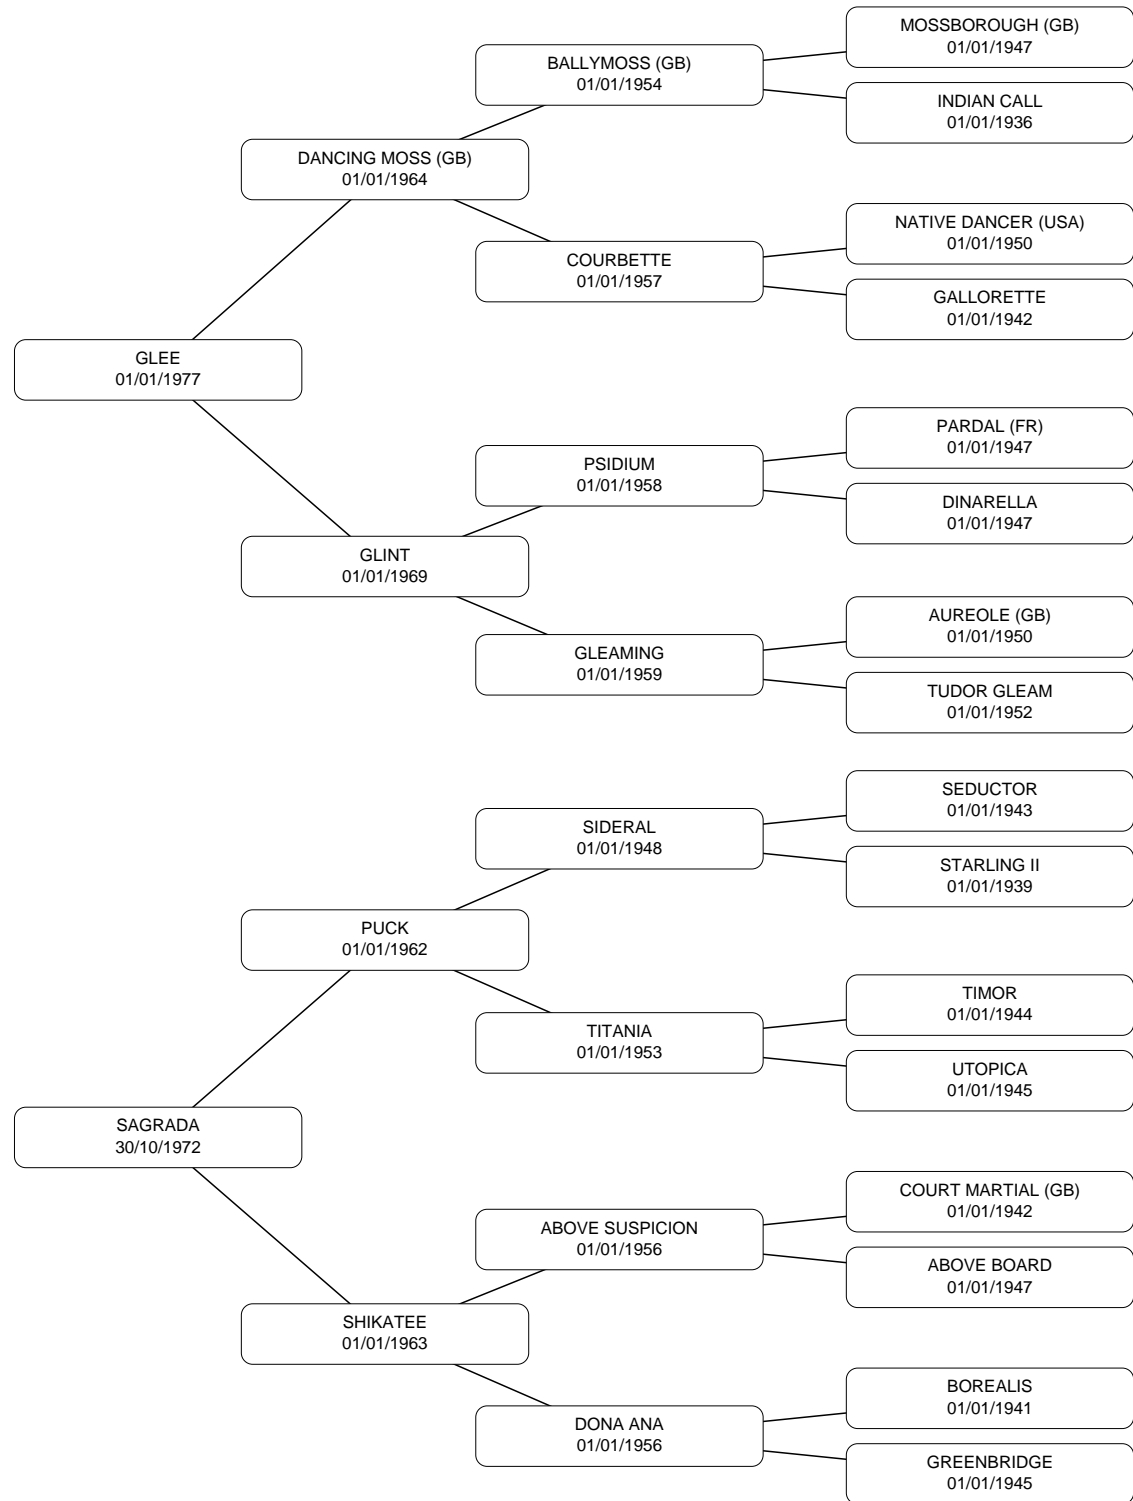 MOSSBOROUGH (GB)
01/01/1947
BALLYMOSS (GB)
01/01/1954
INDIAN CALL
01/01/1936
DANCING MOSS (GB)
01/01/1964
NATIVE DANCER (USA)
01/01/1950
COURBETTE
01/01/1957
GALLORETTE
01/01/1942
GLEE
01/01/1977
PARDAL (FR)
01/01/1947
PSIDIUM
01/01/1958
DINARELLA
01/01/1947
GLINT
01/01/1969
AUREOLE (GB)
01/01/1950
GLEAMING
01/01/1959
TUDOR GLEAM
01/01/1952
SEDUCTOR
01/01/1943
SIDERAL
01/01/1948
STARLING II
01/01/1939
PUCK
01/01/1962
TIMOR
01/01/1944
TITANIA
01/01/1953
UTOPICA
01/01/1945
SAGRADA
30/10/1972
COURT MARTIAL (GB)
01/01/1942
ABOVE SUSPICION
01/01/1956
ABOVE BOARD
01/01/1947
SHIKATEE
01/01/1963
BOREALIS
01/01/1941
DONA ANA
01/01/1956
GREENBRIDGE
01/01/1945